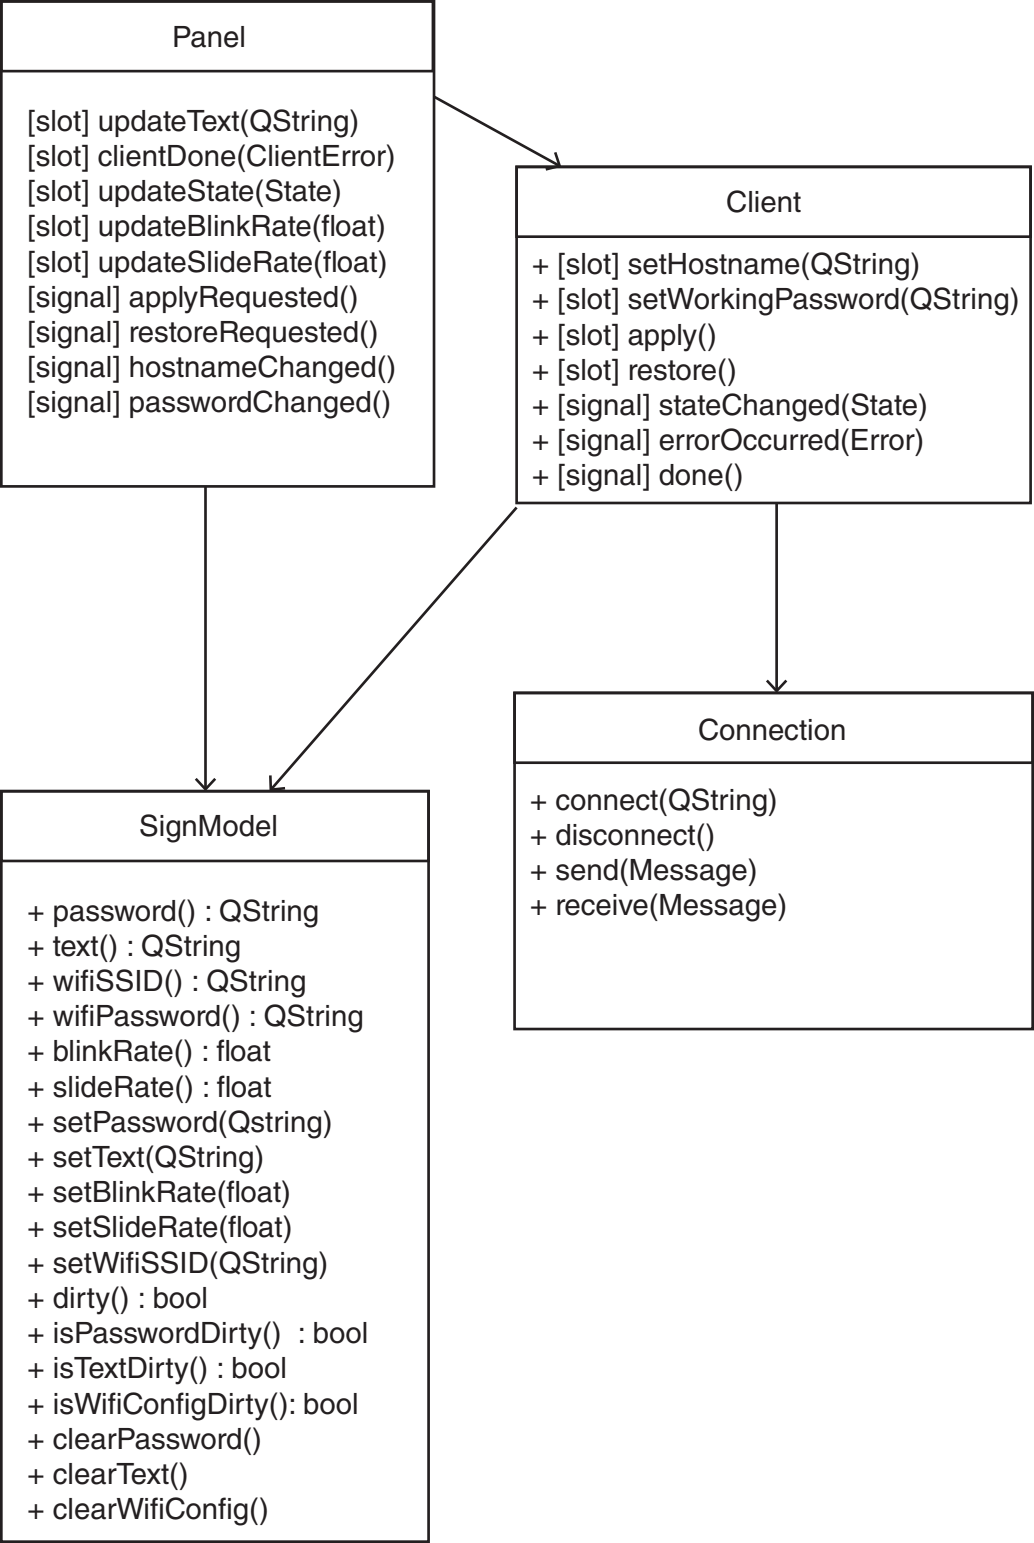 Panel
[slot] updateText(QString)
[slot] clientDone(ClientError)
[slot] updateState(State)
[slot] updateBlinkRate(float)
[slot] updateSlideRate(float)
[signal] applyRequested()
[signal] restoreRequested()
[signal] hostnameChanged()
[signal] passwordChanged()
Client
+ [slot] setHostname(QString)
+ [slot] setWorkingPassword(QString)
+ [slot] apply()
+ [slot] restore()
+ [signal] stateChanged(State)
+ [signal] errorOccurred(Error)
+ [signal] done()
SignModel
+ password() : QString
+ text() : QString
+ wifiSSID() : QString
+ wifiPassword() : QString
+ blinkRate() : float
+ slideRate() : float
+ setPassword(Qstring)
+ setText(QString)
+ setBlinkRate(float)
+ setSlideRate(float)
+ setWifiSSID(QString)
+ dirty() : bool
+ isPasswordDirty()  : bool
+ isTextDirty() : bool
+ isWifiConfigDirty(): bool
+ clearPassword()
+ clearText()
+ clearWifiConfig()
Connection
+ connect(QString)
+ disconnect()
+ send(Message)
+ receive(Message)